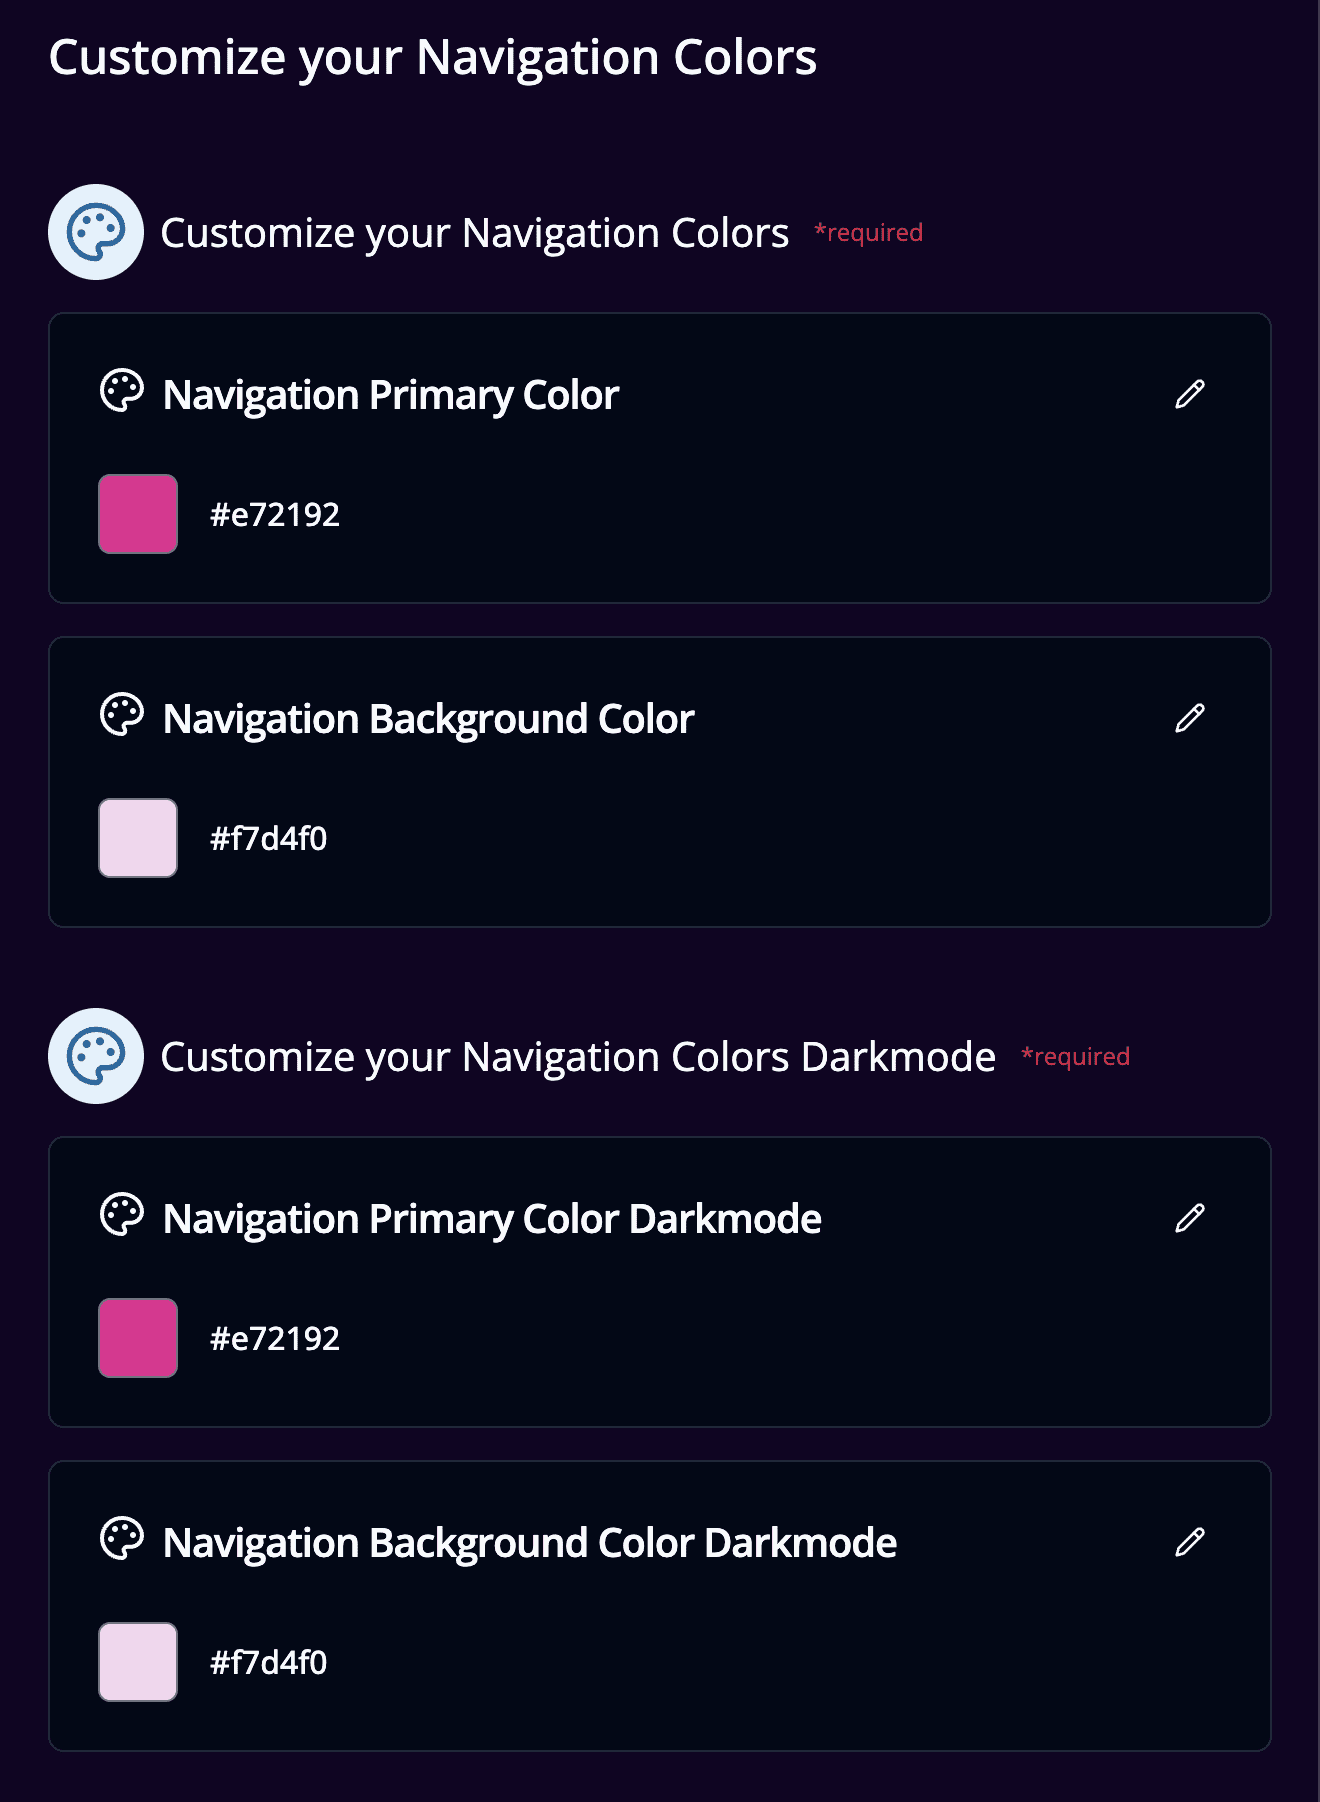 Customize your Navigation Colors
Customize your Navigation Colors *required
Navigation Primary Color
#e72192
Navigation Background Color
#f7d4f0
Customize your Navigation Colors Darkmode *required
Navigation Primary Color Darkmode
#e72192
Navigation Background Color Darkmode
#f7d4f0